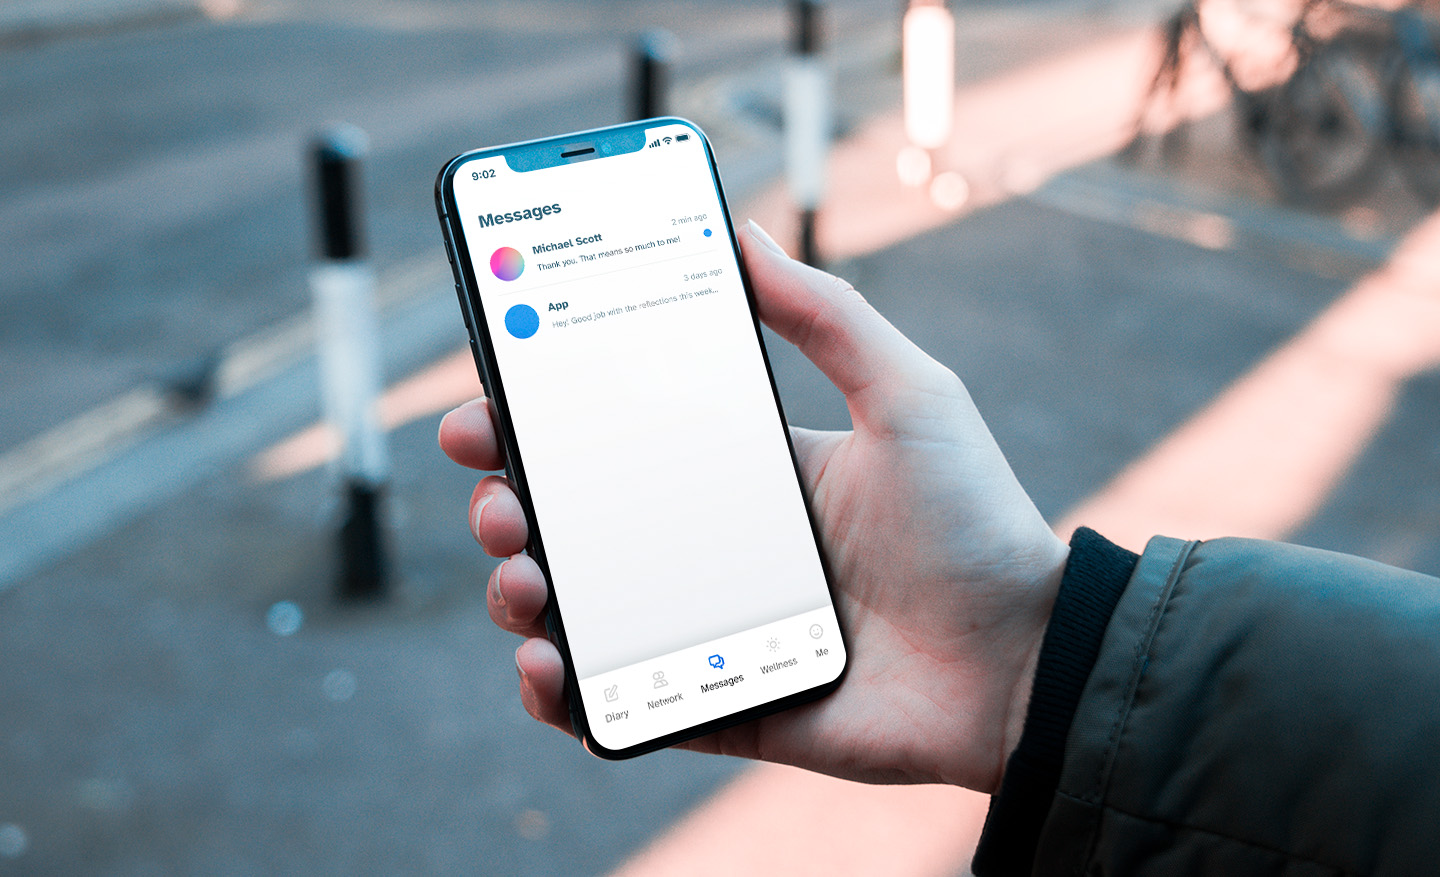 9:02
Messages
2 min ago
Michael Scott
Thank you. That means so much to me!
3 days ago
App
Hey! Good job with the reflections this week...
Diary
Network
Messages
Wellness
Me